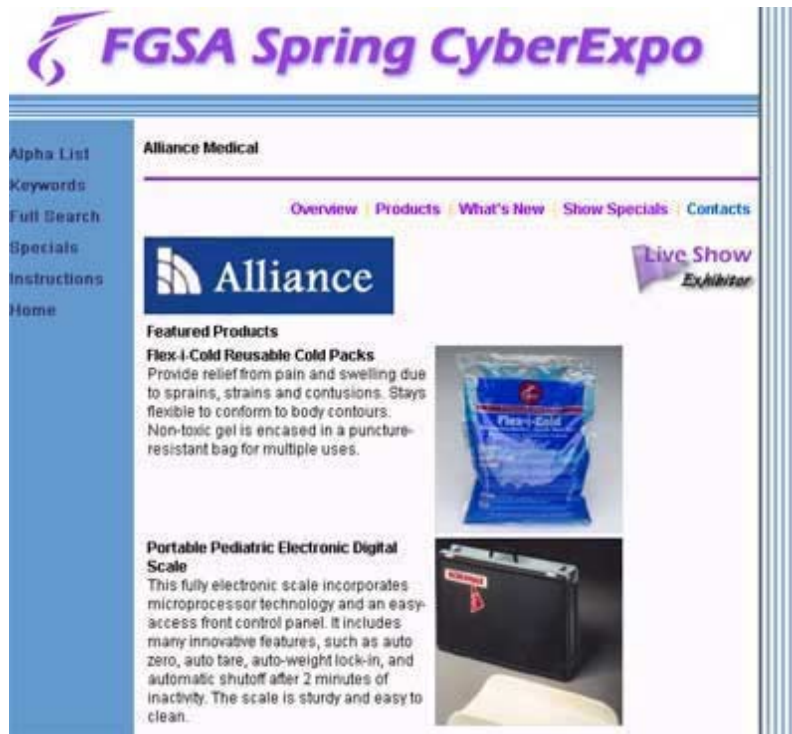 FGSA Spring CyberExpo
Alpha List
Keywords
Full Search
Specials
Instructions
Home
Alliance Medical
Overview | Products | What's New | Show Specials | Contacts
Alliance
Live Show
Exhibitor
Featured Products
Flex-i-Cold Reusable Cold Packs
Provide relief from pain and swelling due
to sprains, strains and contusions. Stays
flexible to conform to body contours.
Non-toxic gel is encased in a puncture-
resistant bag for multiple uses.
Flex-i-Cold
Portable Pediatric Electronic Digital
Scale
This fully electronic scale incorporates
microprocessor technology and an easy-
access front control panel. It includes
many innovative features, such as auto
zero, auto tare, auto-weight lock-in, and
automatic shutoff after 2 minutes of
inactivity. The scale is sturdy and easy to
clean.